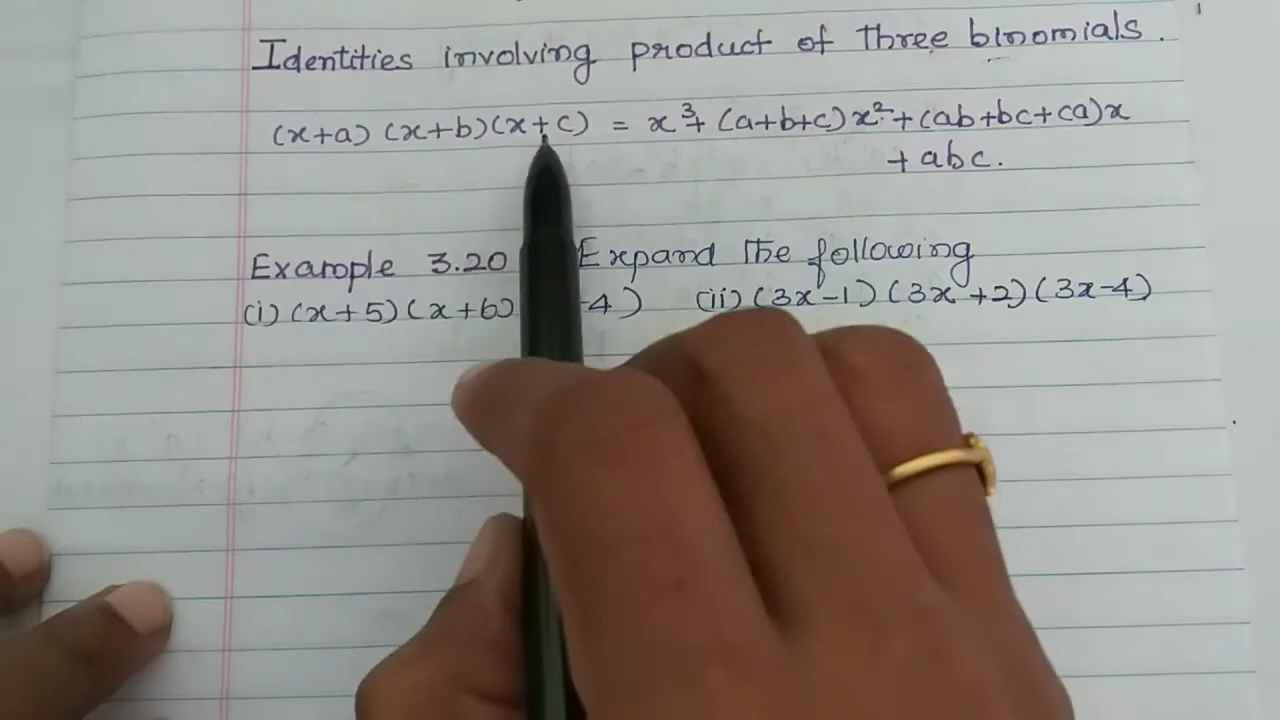 Identities involving product of three binomials.
(x+a) (x+b)(x+c) = x³+ (a+b+c)x²+(ab+bc+ca)x
+ abc.
Example 3.20 Expand the following
(i) (x+5)(x+6) -4) (ii) (3x-1)(3x+2)(3x-4)